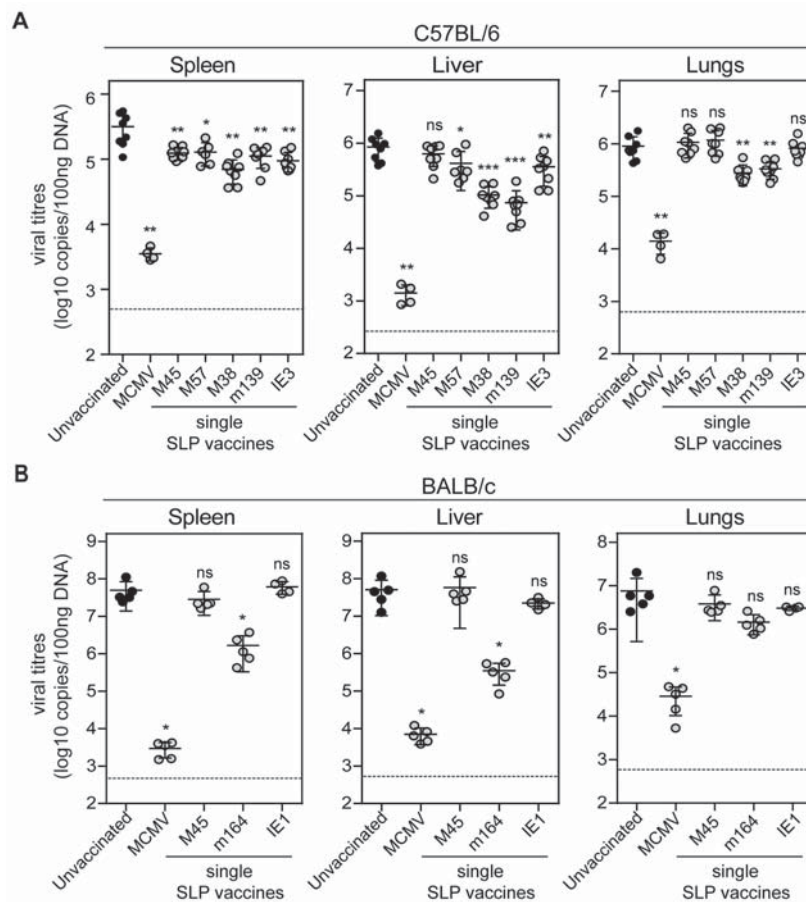 A
C57BL/6
Spleen
Liver
Lungs
viral titres
(log10 copies/100ng DNA)
6
5
4
3
2
** ** * ** ** **
7
6
5
4
3
2
** ns * *** *** **
7
6
5
4
3
2
** ns ns ** ** ns
Unvaccinated MCMV M45 M57 M38 m139 IE3
single
SLP vaccines
Unvaccinated MCMV M45 M57 M38 m139 IE3
single
SLP vaccines
Unvaccinated MCMV M45 M57 M38 m139 IE3
single
SLP vaccines
B
BALB/c
Spleen
Liver
Lungs
viral titres
(log10 copies/100ng DNA)
9
8
7
6
5
4
3
2
* ns * ns
9
8
7
6
5
4
3
2
* ns * ns
8
7
6
5
4
3
2
* ns ns ns
Unvaccinated MCMV M45 m164 IE1
single
SLP vaccines
Unvaccinated MCMV M45 m164 IE1
single
SLP vaccines
Unvaccinated MCMV M45 m164 IE1
single
SLP vaccines